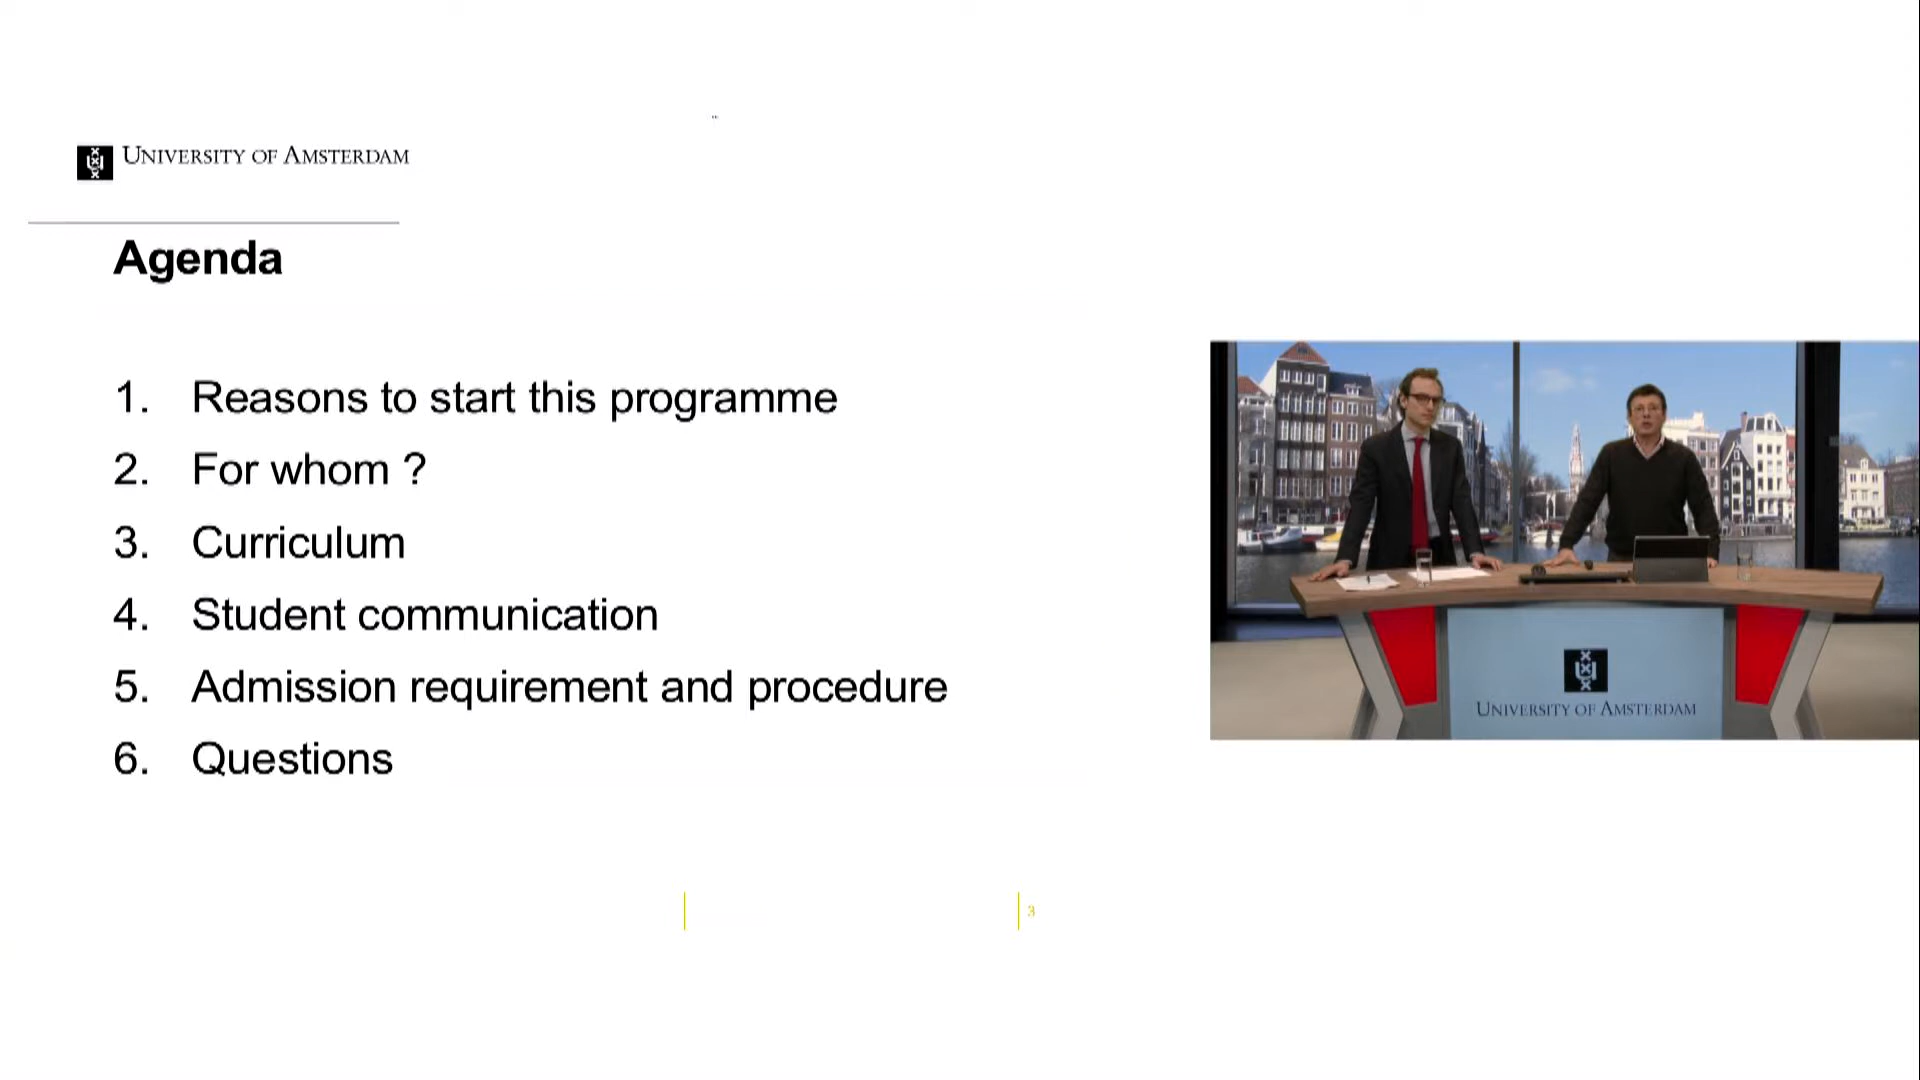 UNIVERSITY OF AMSTERDAM
Agenda
1. Reasons to start this programme
2. For whom ?
3. Curriculum
4. Student communication
5. Admission requirement and procedure
6. Questions
3
UNIVERSITY OF AMSTERDAM